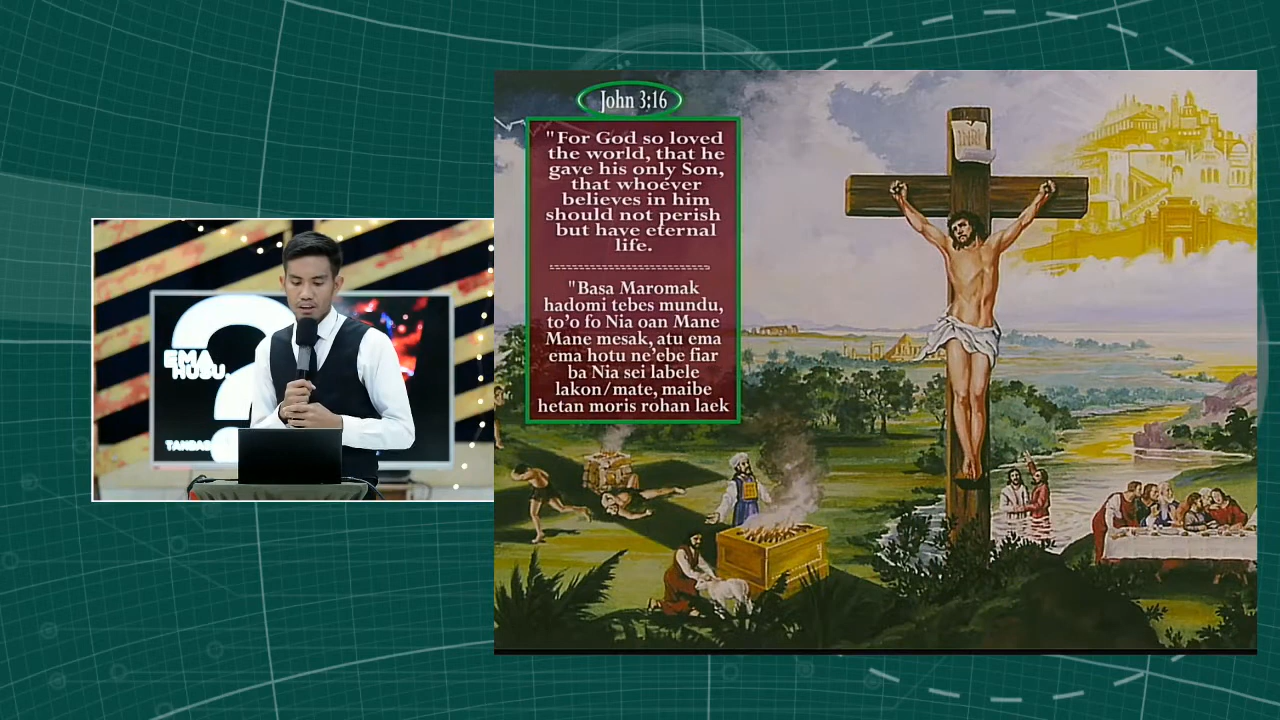 John 3;16
"For God so loved
the world, that he
gave his only Son,
that whoever
believes in him
should not perish
but have eternal
life.
"Basa Maromak
hadomi tebes mundu,
to'o fo Nia oan Mane
Mane mesak, atu ema
ema hotu ne'ebe fiar
ba Nia sei labele
lakon/mate, maibe
hetan moris rohan laek
EMA
HUSU.
?